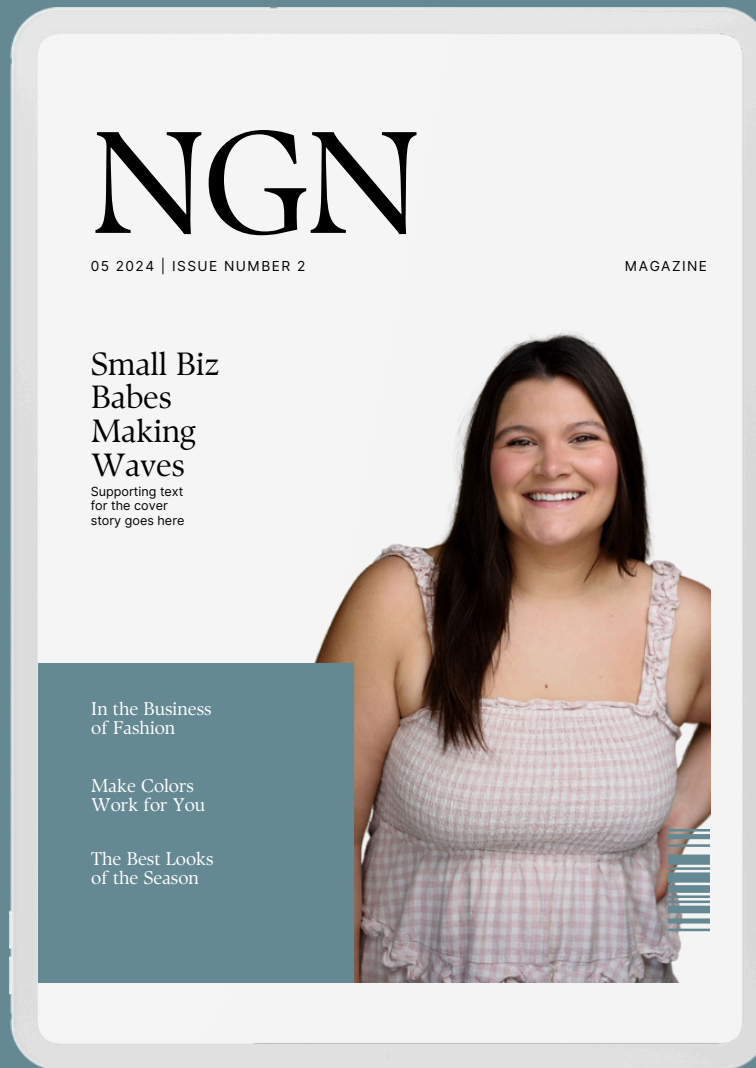 NGN
05 2024 | ISSUE NUMBER 2
MAGAZINE
Small Biz
Babes
Making
Waves
Supporting text
for the cover
story goes here
In the Business
of Fashion
Make Colors
Work for You
The Best Looks
of the Season